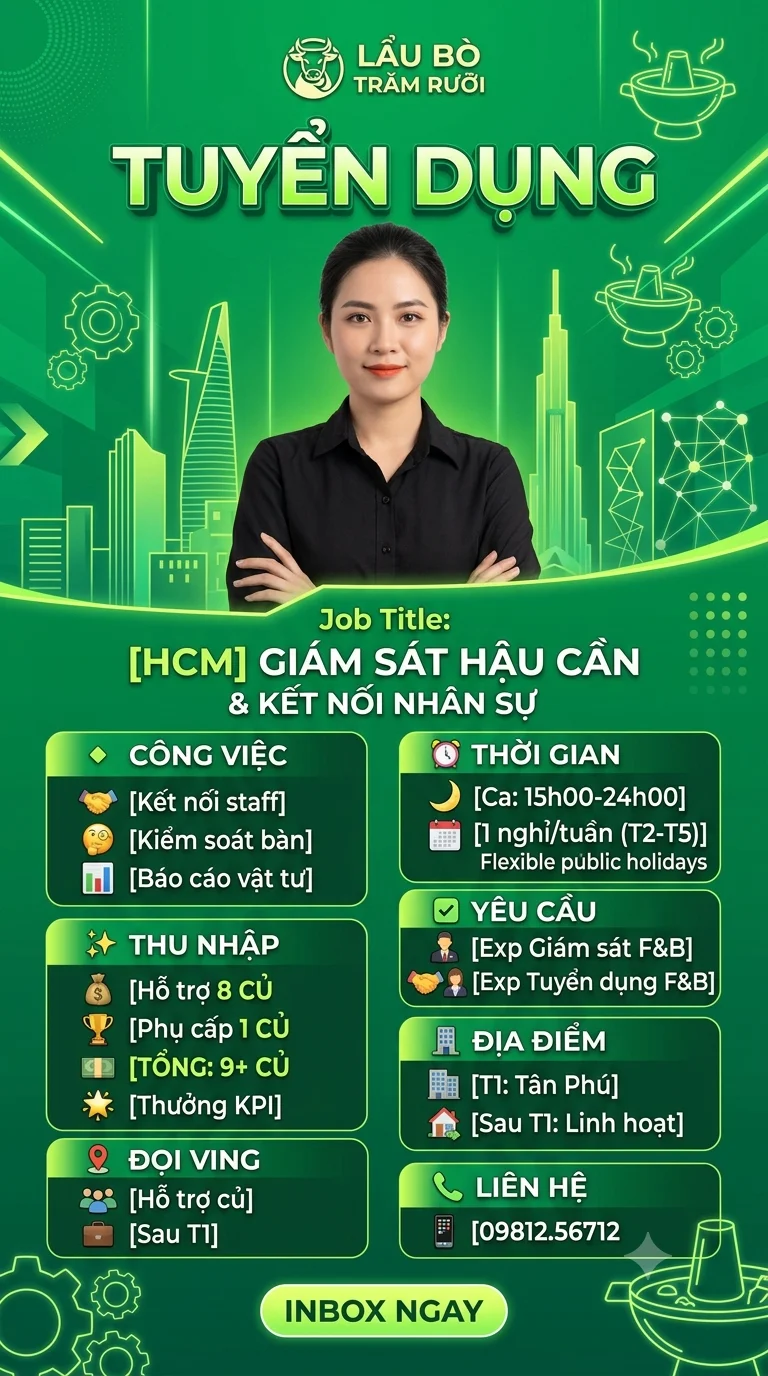 LẨU BÒ
TRĂM RƯỠI
TUYỂN DỤNG
Job Title:
[HCM] GIÁM SÁT HẬU CẦN
& KẾT NỐI NHÂN SỰ
CÔNG VIỆC
[Kết nối staff]
[Kiểm soát bàn]
[Báo cáo vật tư]
THU NHẬP
[Hỗ trợ 8 CỦ
[Phụ cấp 1 CỦ
[TỔNG: 9+ CỦ
[Thưởng KPI]
ĐỌI VING
[Hỗ trợ củ]
[Sau T1]
THỜI GIAN
[Ca: 15h00-24h00]
[1 nghỉ/tuần (T2-T5)]
Flexible public holidays
YÊU CẦU
[Exp Giám sát F&B]
[Exp Tuyển dụng F&B]
ĐỊA ĐIỂM
[T1: Tân Phú]
[Sau T1: Linh hoạt]
LIÊN HỆ
[09812.56712
INBOX NGAY